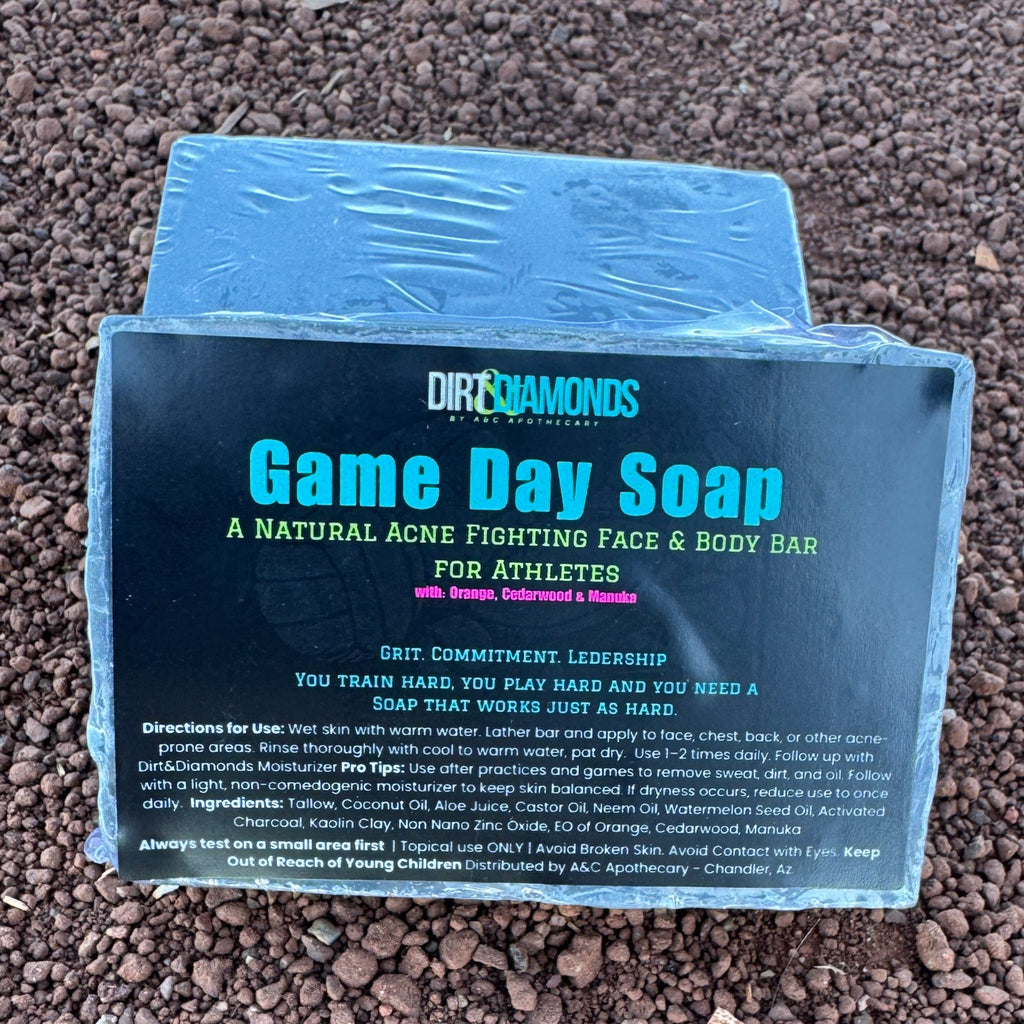 DIRT&DIAMONDS
BY A&C APOTHECARY
Game Day Soap
A Natural Acne Fighting Face & Body Bar
for Athletes
with: Orange, Cedarwood & Manuka
Grit. Commitment. Ledership
You train hard, you play hard and you need a
Soap that works just as hard.
Directions for Use: Wet skin with warm water. Lather bar and apply to face, chest, back, or other acne-
prone areas. Rinse thoroughly with cool to warm water, pat dry. Use 1-2 times daily. Follow up with
Dirt&Diamonds Moisturizer Pro Tips: Use after practices and games to remove sweat, dirt, and oil. Follow
with a light, non-comedogenic moisturizer to keep skin balanced. If dryness occurs, reduce use to once
daily. Ingredients: Tallow, Coconut Oil, Aloe Juice, Castor Oil, Neem Oil, Watermelon Seed Oil, Activated
Charcoal, Kaolin Clay, Non Nano Zinc Oxide, EO of Orange, Cedarwood, Manuka
Always test on a small area first | Topical use ONLY | Avoid Broken Skin. Avoid Contact with Eyes. Keep
Out of Reach of Young Children Distributed by A&C Apothecary - Chandler, Az